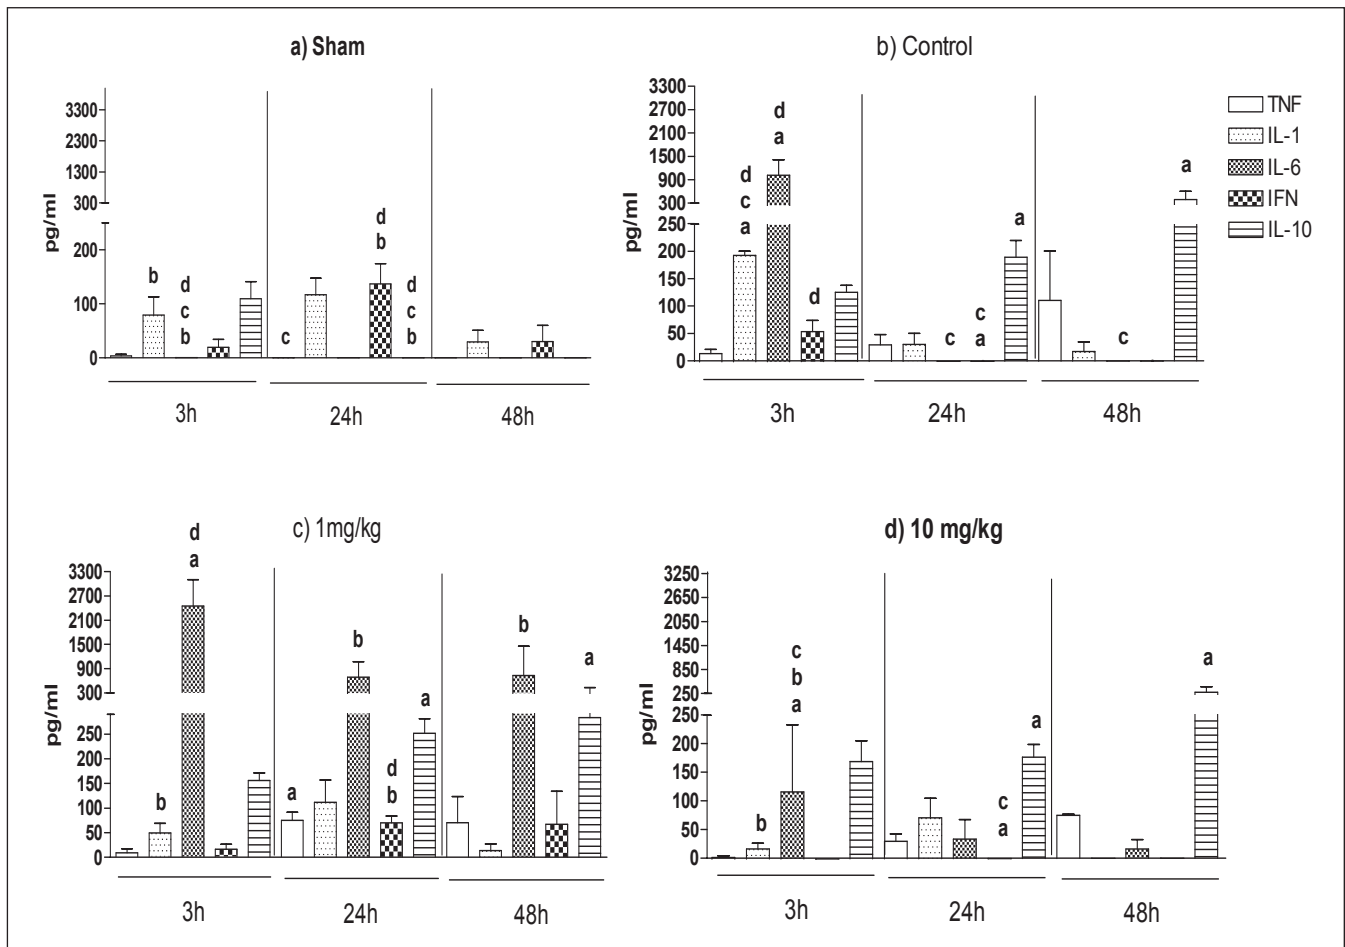 a) Sham
3300
2300
1300
300
200
100
0
pg/ml
b
d
c
b
c
d
b
d
c
b
3h
24h
48h
b) Control
3300
2700
2100
1500
900
300
250
200
150
100
50
0
pg/ml
d
c
a
d
a
d
c
c
a
a
c
a
3h
24h
48h
TNF
IL-1
IL-6
IFN
IL-10
c) 1mg/kg
3300
2700
2100
1500
900
300
250
200
150
100
50
0
pg/ml
b
d
a
a
b
d
b
a
b
a
3h
24h
48h
d) 10 mg/kg
3250
2650
2050
1450
850
250
250
200
150
100
50
0
pg/ml
b
c
b
a
c
a
a
a
3h
24h
48h